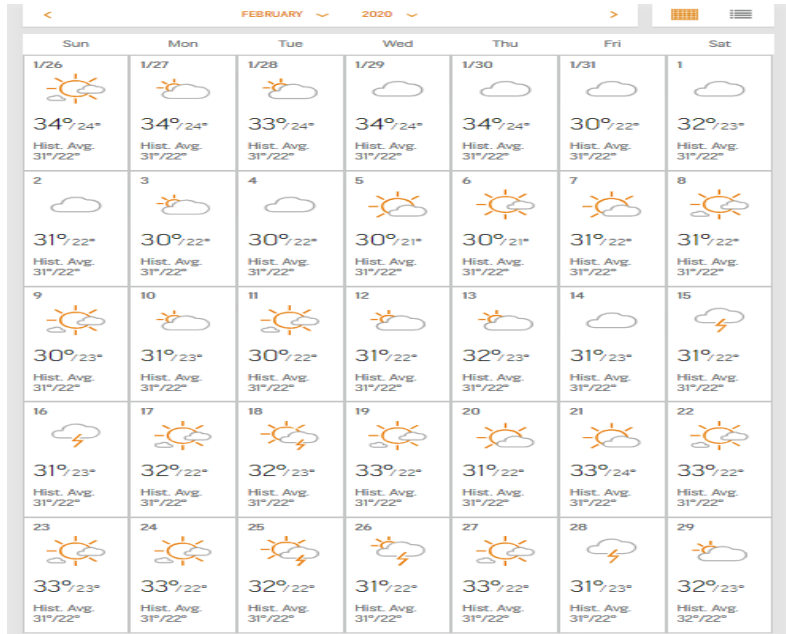 FEBRUARY 2020
Sun Mon Tue Wed Thu Fri Sat
1/26 1/27 1/28 1/29 1/30 1/31 1
34°/24° 34°/24° 33°/24° 34°/24° 34°/24° 30°/22° 32°/23°
Hist. Avg. Hist. Avg. Hist. Avg. Hist. Avg. Hist. Avg. Hist. Avg. Hist. Avg.
31°/22° 31°/22° 31°/22° 31°/22° 31°/22° 31°/22° 31°/22°
2 3 4 5 6 7 8
31°/22° 30°/22° 30°/22° 30°/21° 30°/21° 31°/22° 31°/22°
Hist. Avg. Hist. Avg. Hist. Avg. Hist. Avg. Hist. Avg. Hist. Avg. Hist. Avg.
31°/22° 31°/22° 31°/22° 31°/22° 31°/22° 31°/22° 31°/22°
9 10 11 12 13 14 15
30°/23° 31°/23° 30°/22° 31°/22° 32°/23° 31°/23° 31°/22°
Hist. Avg. Hist. Avg. Hist. Avg. Hist. Avg. Hist. Avg. Hist. Avg. Hist. Avg.
31°/22° 31°/22° 31°/22° 31°/22° 31°/22° 31°/22° 31°/22°
16 17 18 19 20 21 22
31°/23° 32°/22° 32°/23° 33°/22° 31°/22° 33°/24° 33°/22°
Hist. Avg. Hist. Avg. Hist. Avg. Hist. Avg. Hist. Avg. Hist. Avg. Hist. Avg.
31°/22° 31°/22° 31°/22° 31°/22° 31°/22° 31°/22° 31°/22°
23 24 25 26 27 28 29
33°/23° 33°/22° 32°/22° 31°/22° 33°/22° 31°/23° 32°/23°
Hist. Avg. Hist. Avg. Hist. Avg. Hist. Avg. Hist. Avg. Hist. Avg. Hist. Avg.
31°/22° 31°/22° 31°/22° 31°/22° 31°/22° 31°/22° 32°/22°